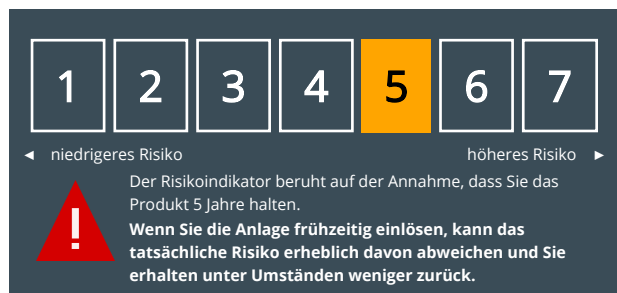 1 2 3 4 5 6 7
◄ niedrigeres Risiko höheres Risiko ►
Der Risikoindikator beruht auf der Annahme, dass Sie das
Produkt 5 Jahre halten.
! Wenn Sie die Anlage frühzeitig einlösen, kann das
tatsächliche Risiko erheblich davon abweichen und Sie
erhalten unter Umständen weniger zurück.